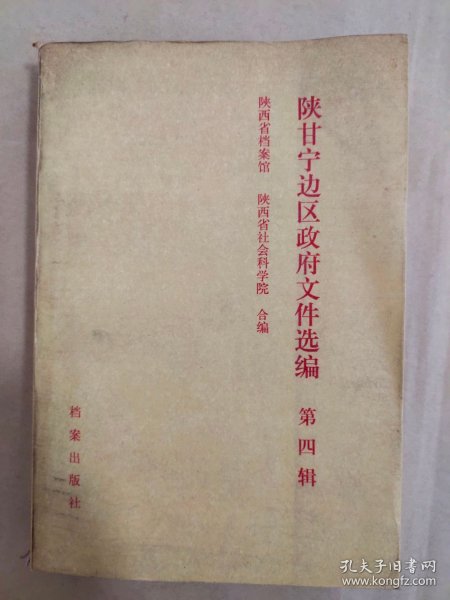 陕甘宁边区政府文件选编 第四辑
陕西省档案馆 陕西省社会科学院 合编
档案出版社
孔夫子旧书网
www.kongfz.com